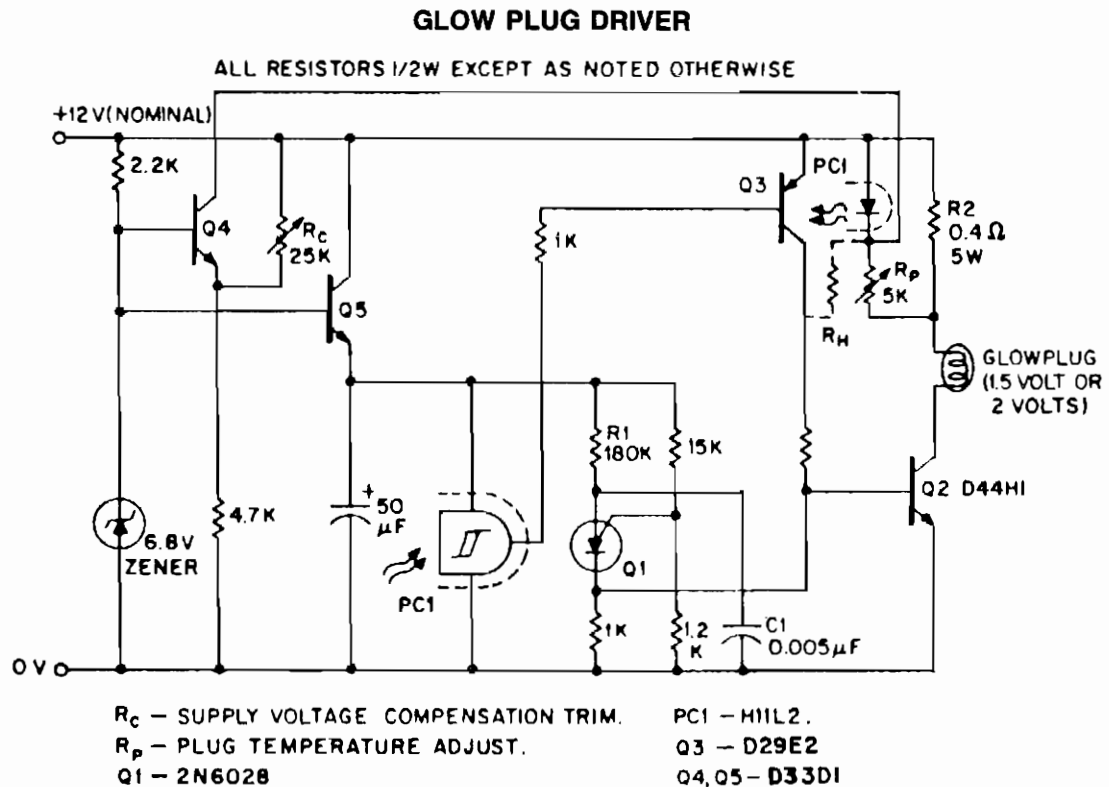 GLOW PLUG DRIVER
ALL RESISTORS 1/2W EXCEPT AS NOTED OTHERWISE
+12V(NOMINAL)
2.2K
Q4
RC
25K
Q5
1K
Q3
PC1
R2
0.4Ω
5W
RP
5K
RH
GLOWPLUG
(1.5 VOLT OR
2 VOLTS)
R1
180K
15K
Q2 D44H1
6.8V
ZENER
4.7K
+
50
µF
PC1
Q1
1K
1.2
K
C1
0.005µF
0V
RC – SUPPLY VOLTAGE COMPENSATION TRIM.
PC1 – H11L2.
RP – PLUG TEMPERATURE ADJUST.
Q3 – D29E2
Q1 – 2N6028
Q4,Q5 – D33D1